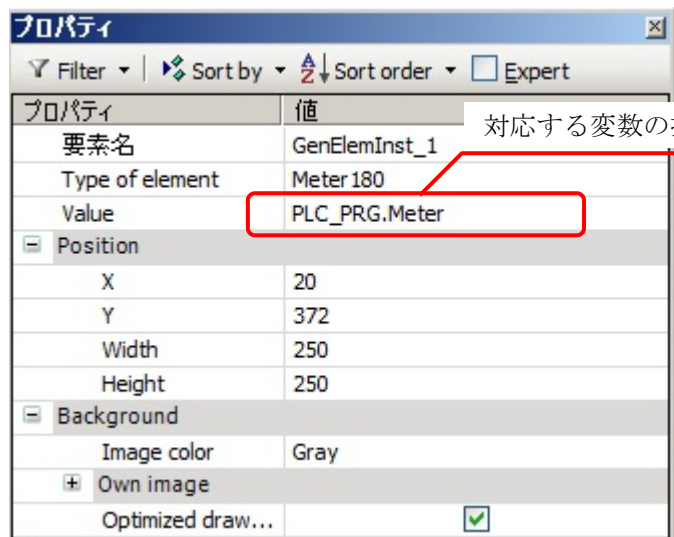 プロパティ
Filter Sort by Sort order Expert
プロパティ 値
対応する変数の
要素名 GenElemInst_1
Type of element Meter180
Value PLC_PRG.Meter
Position
X 20
Y 372
Width 250
Height 250
Background
Image color Gray
Own image
Optimized draw...